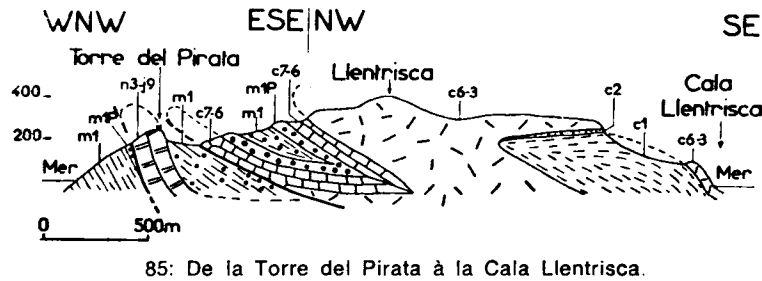 WNW ESE NW SE
Torre del Pirata
Llentrisca
Cala
Llentrisca
n3-j9
m1
c7-6
m1P
m1
c7-6
c6-3
c2
c1
c6-3
m1
400
200
Mer
Mer
0 500m
85: De la Torre del Pirata à la Cala Llentrisca.